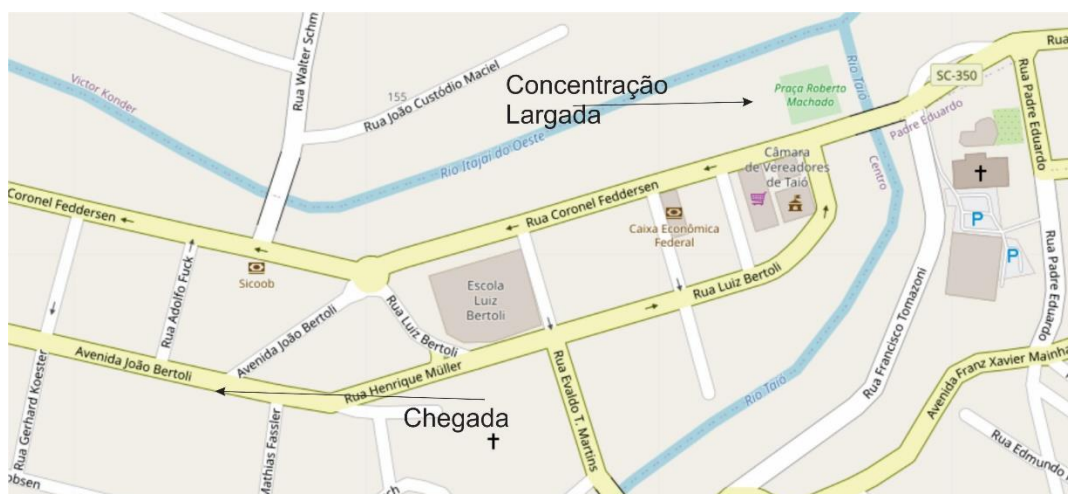 Concentração
Largada
Chegada
Victor Konder
Rua Walter Schm
155
Rua João Custódio Maciel
Rio Itajaí do Oeste
Praça Roberto
Machado
Rio Taió
SC-350
Rua
Rua Padre Eduardo
Padre Eduardo
Centro
Câmara
de Vereadores
de Taió
Coronel Feddersen
Rua Coronel Feddersen
Caixa Econômica
Federal
Sicoob
Rua Adolfo Fuck
Escola
Luiz
Bertoli
Rua Luiz Bertoli
Rua Luiz Bertoli
Avenida João Bertoli
Avenida João Bertoli
Rua Henrique Müller
Rua Gerhard Koester
Mathias Fassler
Rua Evaldo T. Martins
Rio Taió
Rua Francisco Tomazoni
P
P
Rua Padre Eduardo
Avenida Franz Xavier Mainha
Rua Edmundo
obsen
ch